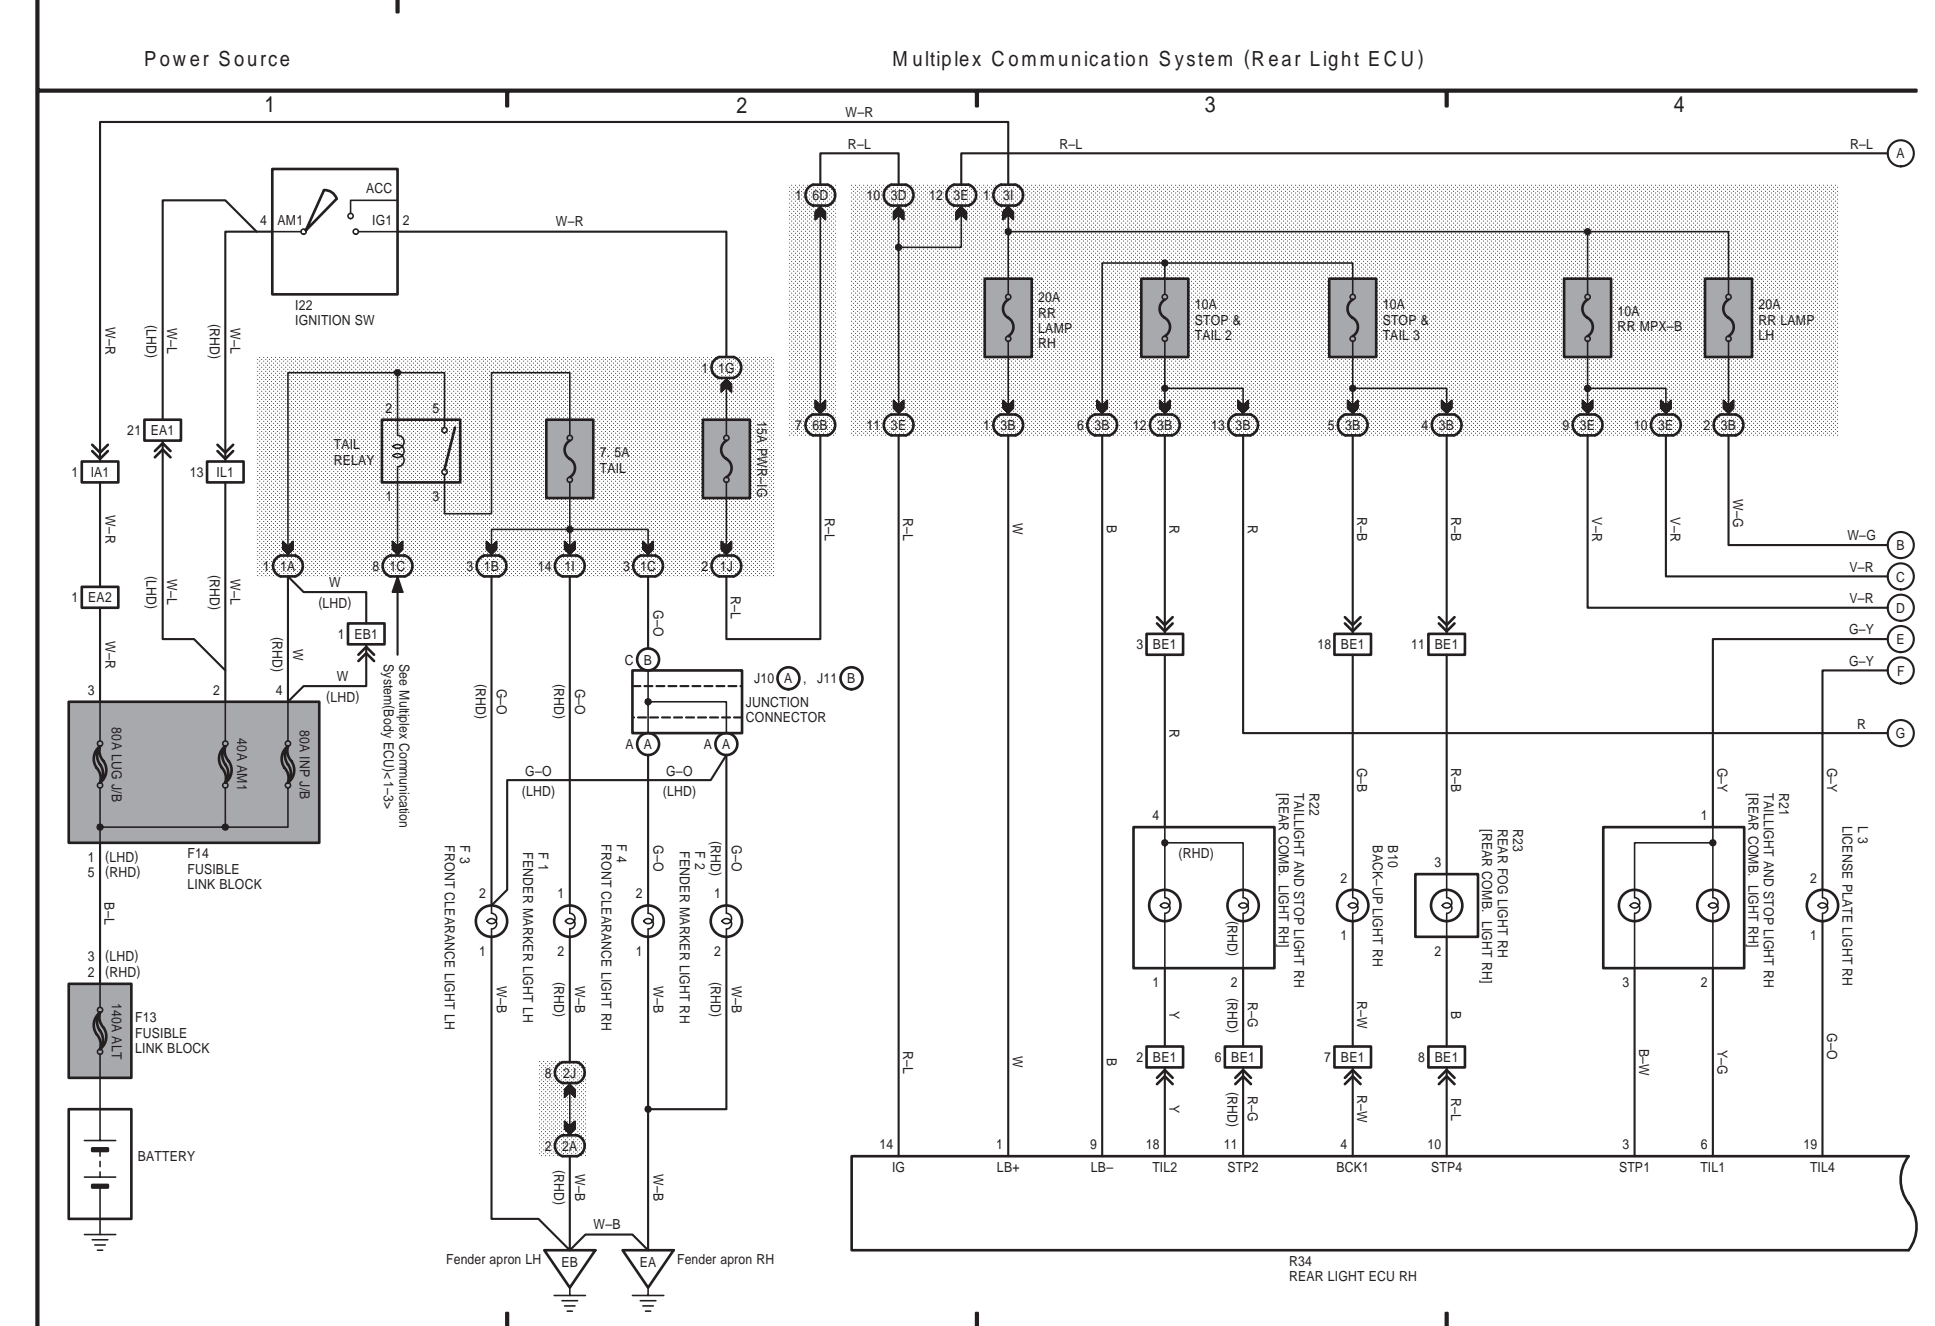 Power Source
Multiplex Communication System (Rear Light ECU)
1
2
3
4
W–R
R–L
R–L
R–L
A
ACC
4
AM1
IG1
2
W–R
I22
IGNITION SW
1
6D
10
3D
12
3E
1
3I
20A
RR
LAMP
RH
10A
STOP &
TAIL 2
10A
STOP &
TAIL 3
10A
RR MPX–B
20A
RR LAMP
LH
W–R
(LHD)
W–L
(RHD)
W–L
1
1G
2
5
TAIL
RELAY
1
3
7. 5A
TAIL
15A PWR–IG
21
EA1
1
IA1
13
IL1
7
6B
11
3E
1
3B
6
3B
12
3B
13
3B
5
3B
4
3B
9
3E
10
3E
2
3B
W–R
R–L
R–L
W
B
R
R
R–B
R–B
V–R
V–R
W–G
1
1A
8
1C
3
1B
14
1I
3
1C
2
1J
W–G
B
V–R
C
V–R
D
G–Y
E
G–Y
F
R
G
1
EA2
(LHD)
W–L
(RHD)
W–L
W
(LHD)
1
EB1
W
(LHD)
(RHD)
W
R–L
G–O
W–R
See Multiplex Communication
System(Body ECU)<1–3>
C
B
J10
A
,
J11
B
JUNCTION
CONNECTOR
A
A
A
A
3
BE1
18
BE1
11
BE1
3
2
4
80A LUG J/B
40A AM1
80A INP J/B
F14
FUSIBLE
LINK BLOCK
(RHD)
G–O
(RHD)
G–O
G–O
(LHD)
G–O
(LHD)
G–O
(RHD)
G–O
R
G–B
R–B
G–Y
G–Y
1 (LHD)
5 (RHD)
B–L
3 (LHD)
2 (RHD)
140A ALT
F13
FUSIBLE
LINK BLOCK
BATTERY
F 3
FRONT CLEARANCE LIGHT LH
2
1
F 1
FENDER MARKER LIGHT LH
1
2
F 4
FRONT CLEARANCE LIGHT RH
2
1
F 2
FENDER MARKER LIGHT RH
1
2
W–B
(RHD)
W–B
W–B
(RHD)
W–B
8
2J
2
2A
(RHD)
W–B
W–B
W–B
Fender apron LH
EB
EA
Fender apron RH
4
(RHD)
(RHD)
R22
TAILLIGHT AND STOP LIGHT RH
[REAR COMB. LIGHT RH]
1
2
B10
BACK–UP LIGHT RH
2
1
R23
REAR FOG LIGHT RH
[REAR COMB. LIGHT RH]
3
2
R21
TAILLIGHT AND STOP LIGHT RH
[REAR COMB. LIGHT RH]
1
3
2
L 3
LICENSE PLATE LIGHT RH
2
1
Y
(RHD)
R–G
R–W
B
2
BE1
6
BE1
7
BE1
8
BE1
R–L
W
B
Y
(RHD)
R–G
R–W
R–L
B–W
Y–G
G–O
14
1
9
18
11
4
10
3
6
19
IG
LB+
LB–
TIL2
STP2
BCK1
STP4
STP1
TIL1
TIL4
R34
REAR LIGHT ECU RH